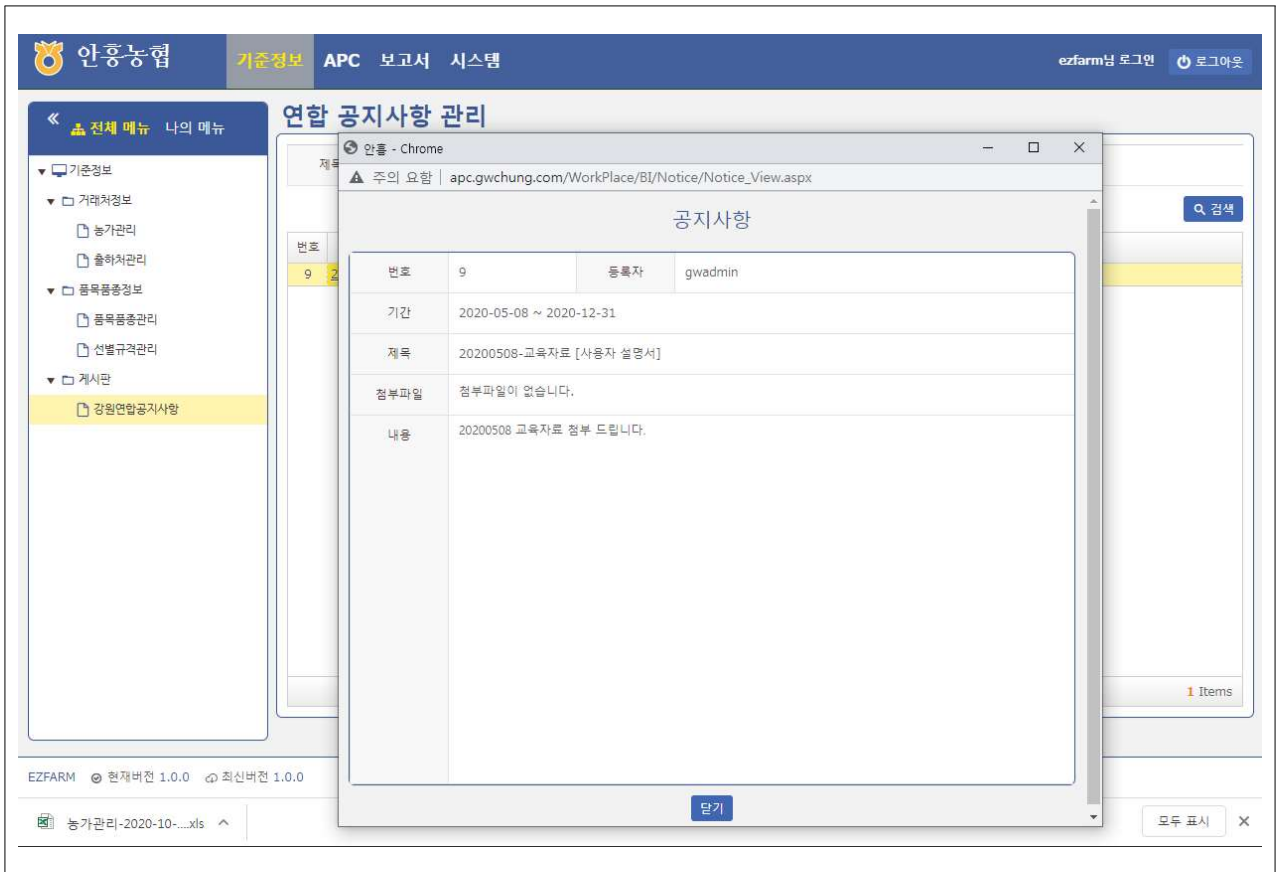 안흥농협 기준정보 APC 보고서 시스템 ezfarm님 로그인 로그아웃
« 전체 메뉴 나의 메뉴
기준정보
거래처정보
농가관리
출하처관리
품목품종정보
품목품종관리
선별규격관리
게시판
강원연합공지사항
연합 공지사항 관리
제목
검색
번호
9 2
1 Items
안흥 - Chrome
주의 요함 apc.gwchung.com/WorkPlace/BI/Notice/Notice_View.aspx
공지사항
번호 9 등록자 gwadmin
기간 2020-05-08 ~ 2020-12-31
제목 20200508-교육자료 [사용자 설명서]
첨부파일 첨부파일이 없습니다.
내용 20200508 교육자료 첨부 드립니다.
닫기
EZFARM 현재버전 1.0.0 최신버전 1.0.0
농가관리-2020-10-....xls 모두 표시